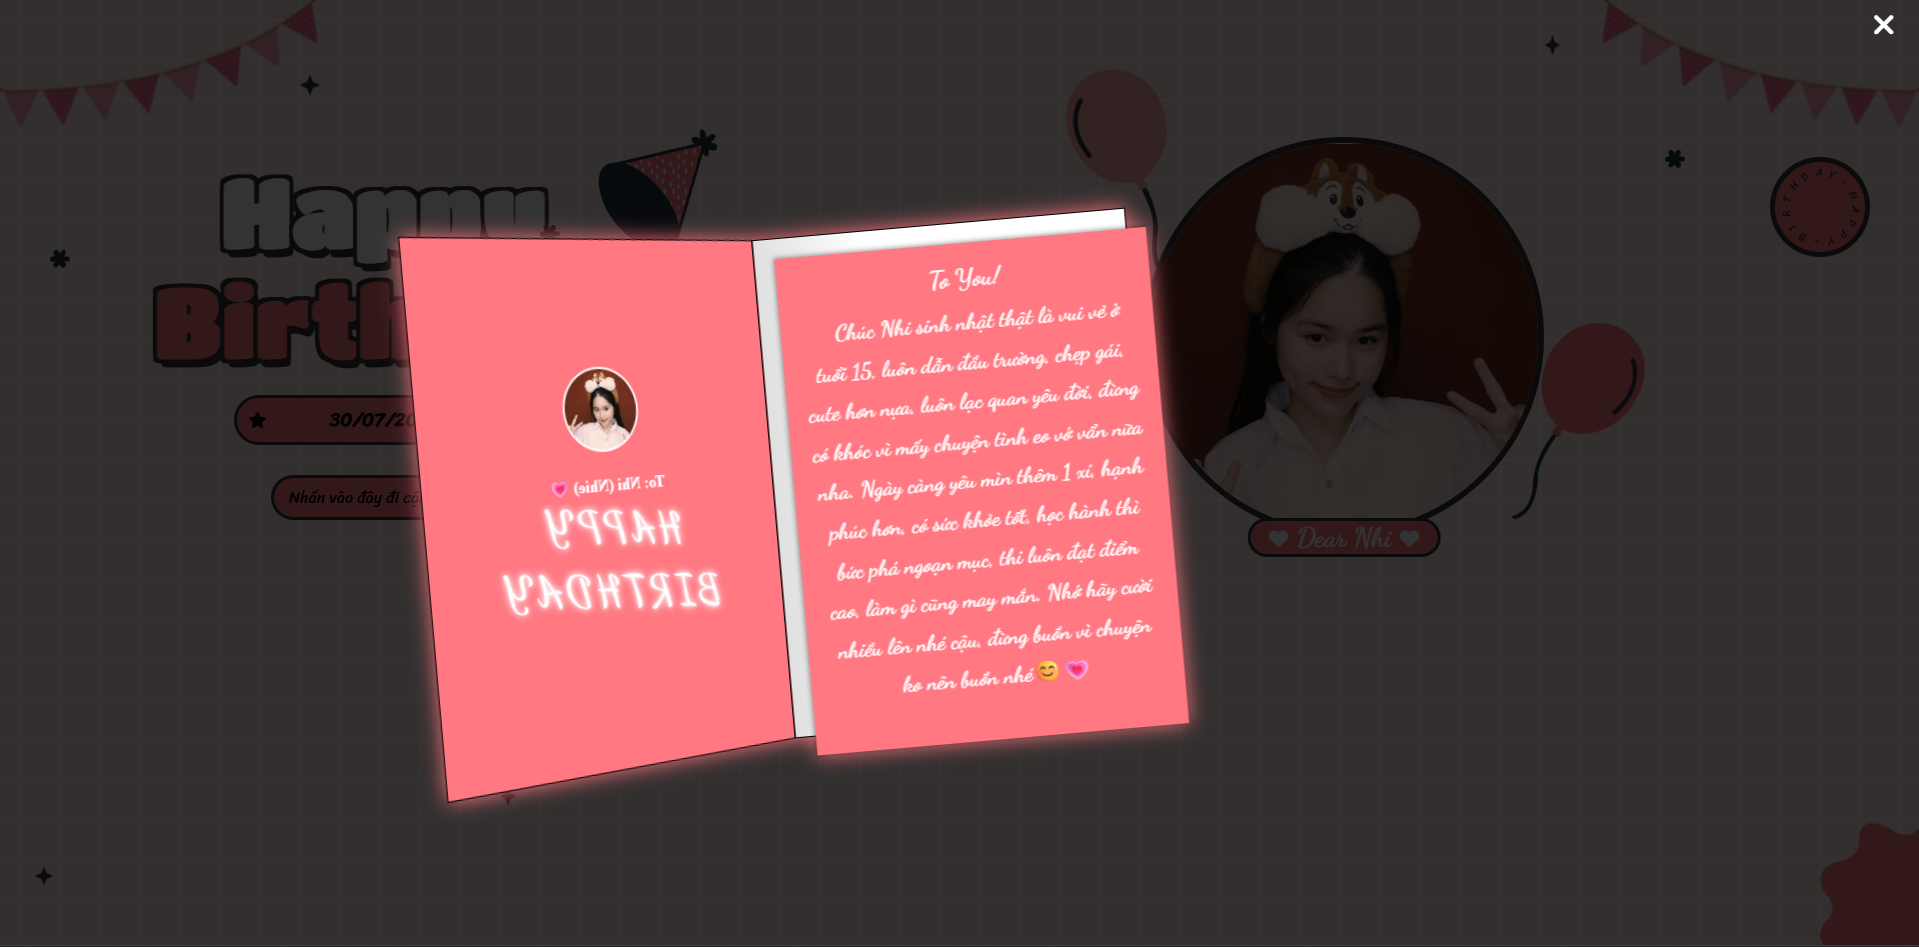 Happy
Birth
30/07/20
Nhấn vào đây đi cậ
To: Nhi (Nhie) 💗
HAPPY
BIRTHDAY
To You!
Chúc Nhi sinh nhật thật là vui vẻ ở
tuổi 15, luôn dẫn đầu trường, chẹp gái,
cute hơn nựa, luôn lạc quan yêu đời, đừng
có khóc vì mấy chuyện tình eo vớ vẩn nữa
nha. Ngày càng yêu mìn thêm 1 xí, hạnh
phúc hơn, có sức khỏe tốt, học hành thì
bức phá ngoạn mục, thi luôn đạt điểm
cao, làm gì cũng may mắn. Nhớ hãy cười
nhiều lên nhé cậu, đừng buồn vì chuyện
ko nên buồn nhé 😊 💗
Dear Nhi
HAPPY - BIRTHDAY -